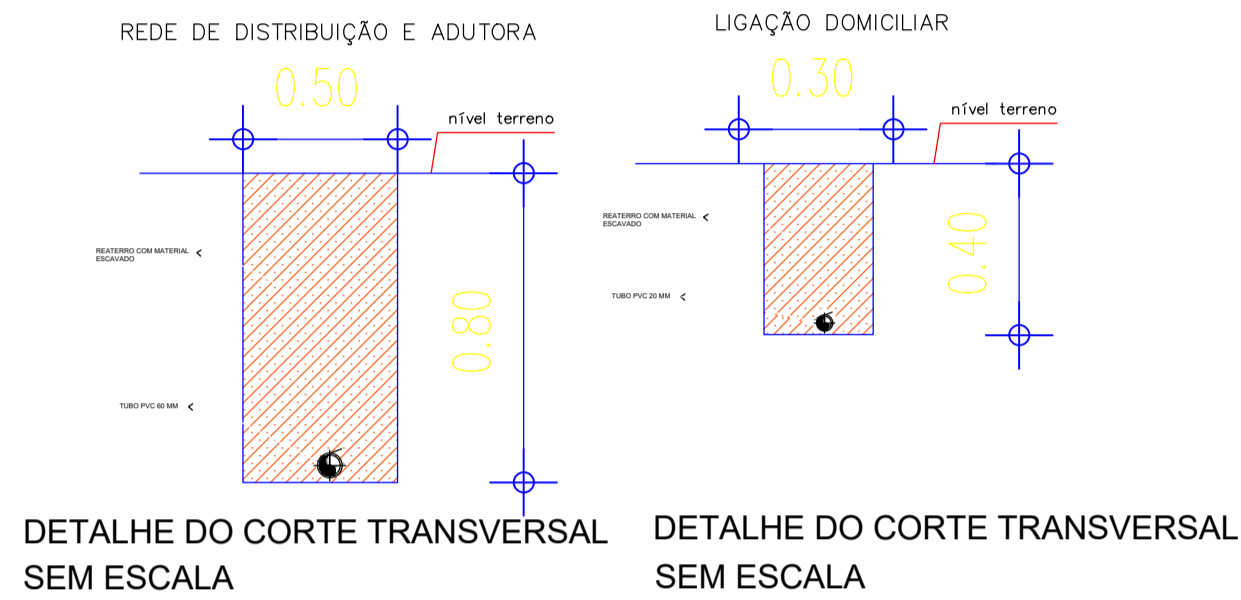 REDE DE DISTRIBUIÇÃO E ADUTORA
0.50
nível terreno
REATERRO COM MATERIAL
ESCAVADO
0.80
TUBO PVC 60 MM
DETALHE DO CORTE TRANSVERSAL
SEM ESCALA
LIGAÇÃO DOMICILIAR
0.30
nível terreno
REATERRO COM MATERIAL
ESCAVADO
0.40
TUBO PVC 20 MM
DETALHE DO CORTE TRANSVERSAL
SEM ESCALA